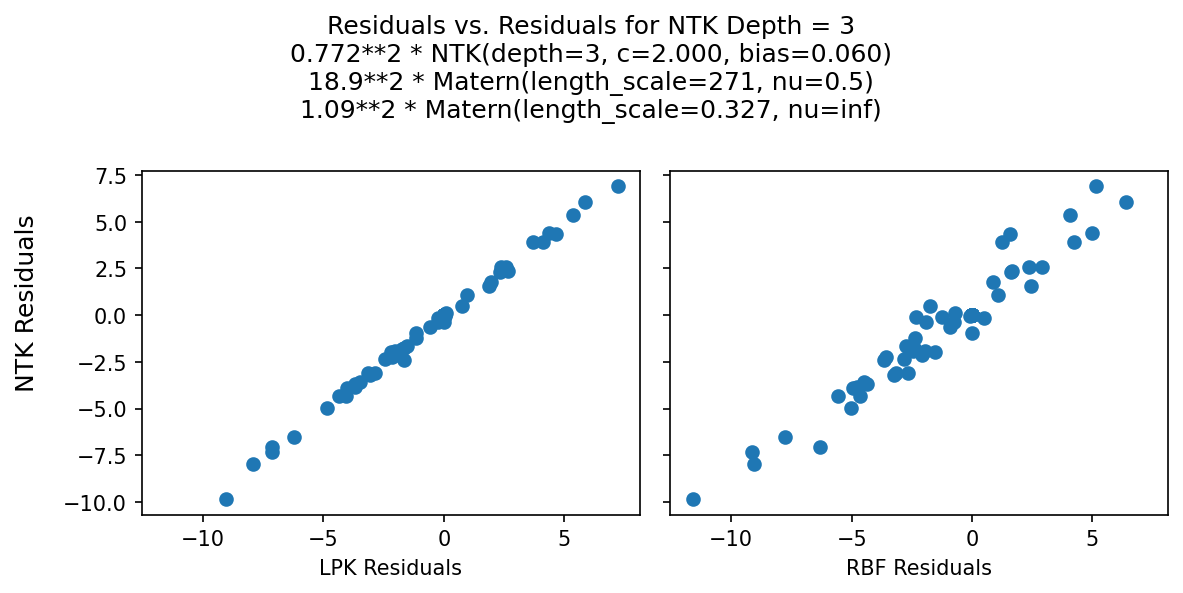 Residuals vs. Residuals for NTK Depth = 3
0.772**2 * NTK(depth=3, c=2.000, bias=0.060)
18.9**2 * Matern(length_scale=271, nu=0.5)
1.09**2 * Matern(length_scale=0.327, nu=inf)
NTK Residuals
7.5
5.0
2.5
0.0
−2.5
−5.0
−7.5
−10.0
−10 −5 0 5
LPK Residuals
−10 −5 0 5
RBF Residuals